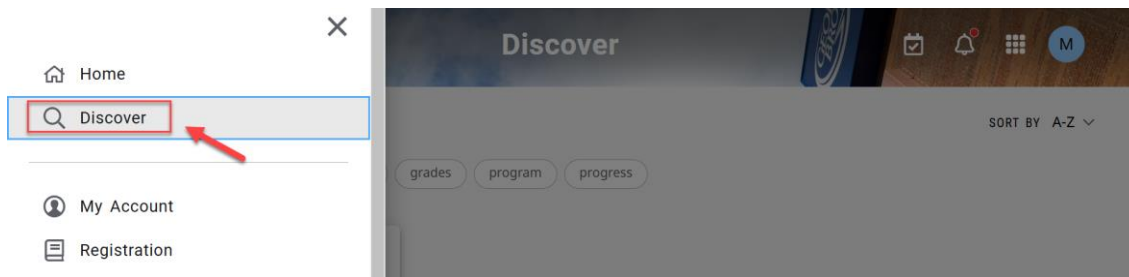 Home
Discover
My Account
Registration
Discover
M
SORT BY A-Z
grades program progress